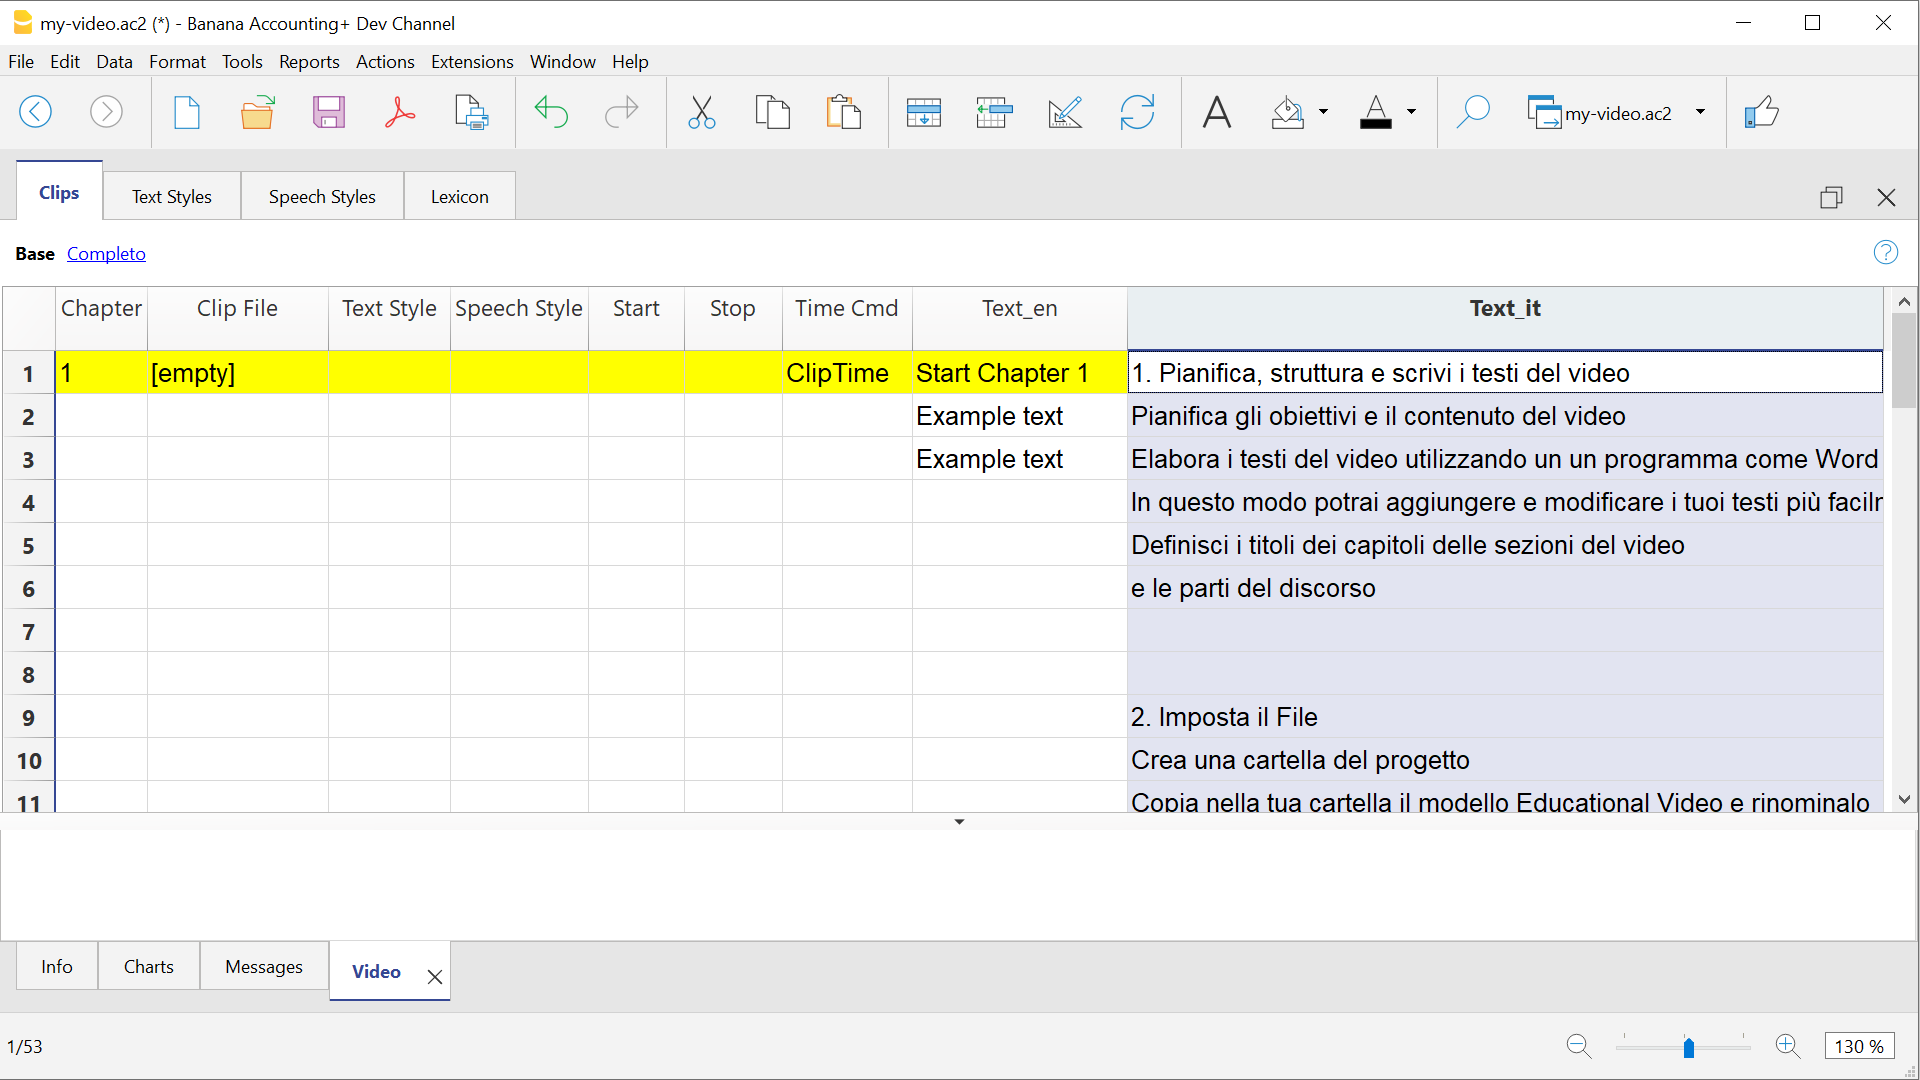 my-video.ac2 (*) - Banana Accounting+ Dev Channel
File Edit Data Format Tools Reports Actions Extensions Window Help
my-video.ac2
Clips Text Styles Speech Styles Lexicon
Base Completo
Chapter Clip File Text Style Speech Style Start Stop Time Cmd Text_en Text_it
1 1 [empty] ClipTime Start Chapter 1 1. Pianifica, struttura e scrivi i testi del video
2 Example text Pianifica gli obiettivi e il contenuto del video
3 Example text Elabora i testi del video utilizzando un un programma come Word
4 In questo modo potrai aggiungere e modificare i tuoi testi più
5 Definisci i titoli dei capitoli delle sezioni del video
6 e le parti del discorso
7
8
9 2. Imposta il File
10 Crea una cartella del progetto
11 Copia nella tua cartella il modello Educational Video e rinominalo
Info Charts Messages Video
1/53
130 %